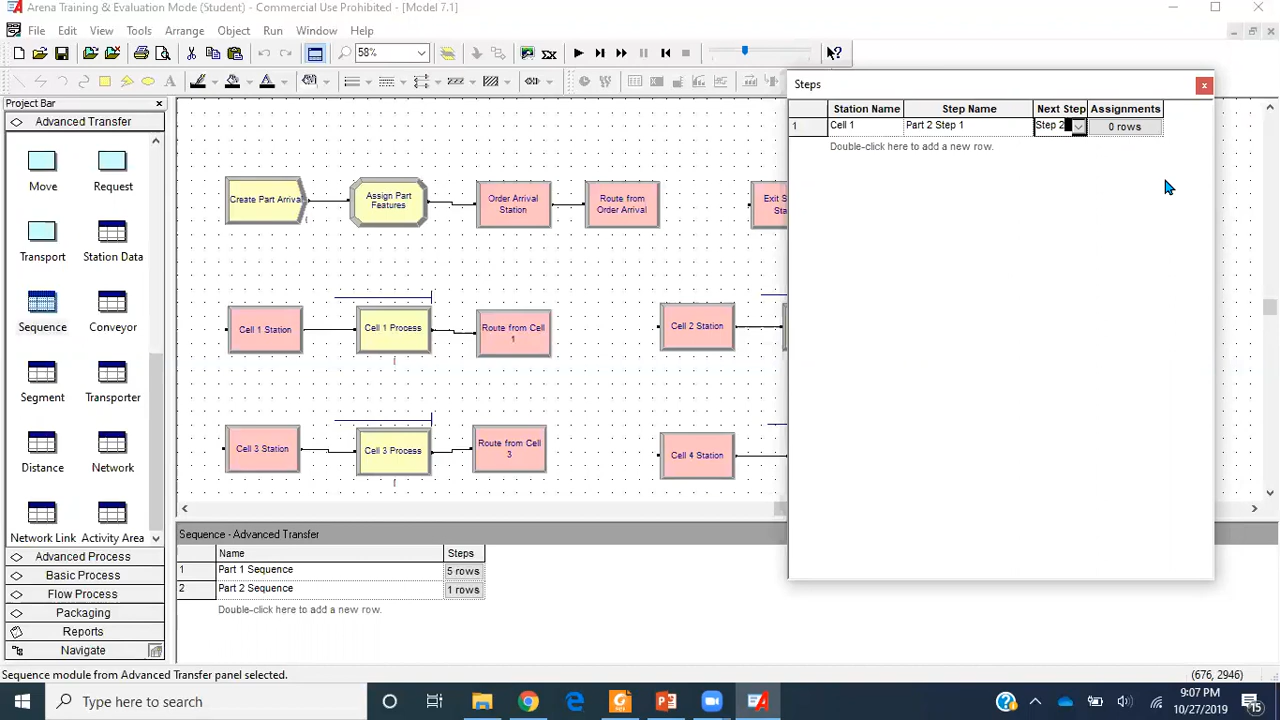 Arena Training & Evaluation Mode (Student) - Commercial Use Prohibited - [Model 7.1]
File Edit View Tools Arrange Object Run Window Help
58%
Project Bar
Advanced Transfer
Move
Request
Transport
Station Data
Sequence
Conveyor
Segment
Transporter
Distance
Network
Network Link
Activity Area
Advanced Process
Basic Process
Flow Process
Packaging
Reports
Navigate
Create Part Arrival
Assign Part
Features
Order Arrival
Station
Route from
Order Arrival
Cell 1 Station
Cell 1 Process
Route from Cell
1
Cell 2 Station
Cell 3 Station
Cell 3 Process
Route from Cell
3
Cell 4 Station
Steps
Station Name Step Name Next Step Assignments
1 Cell 1 Part 2 Step 1 Step 2 0 rows
Double-click here to add a new row.
Sequence - Advanced Transfer
Name Steps
1 Part 1 Sequence 5 rows
2 Part 2 Sequence 1 rows
Double-click here to add a new row.
Sequence module from Advanced Transfer panel selected.
(676, 2946)
Type here to search
9:07 PM
10/27/2019
15